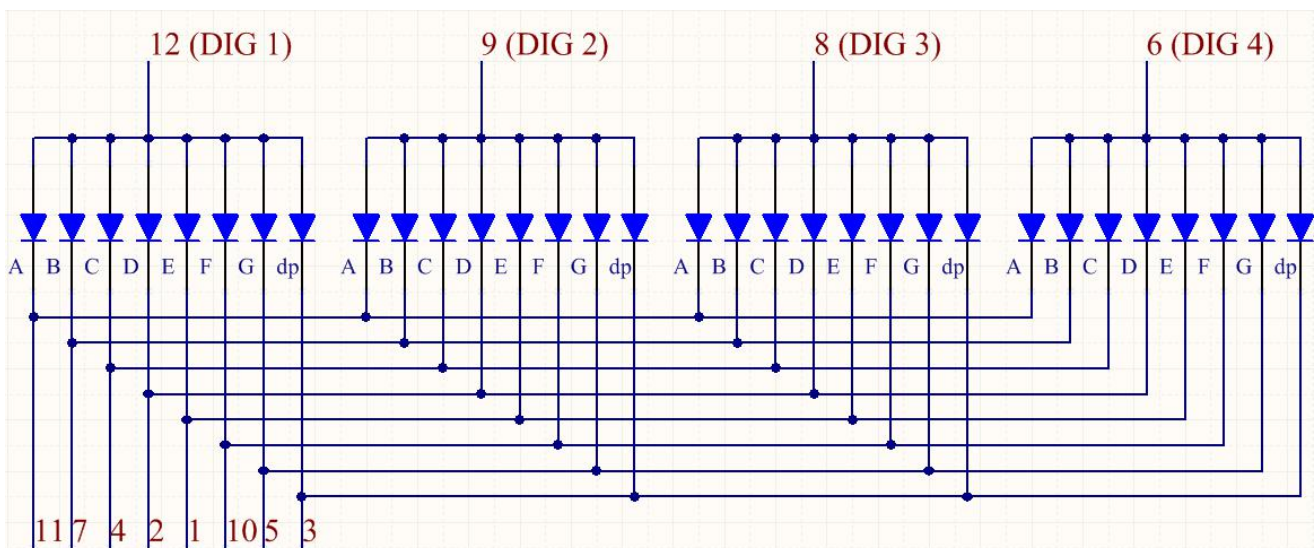 12 (DIG 1) 9 (DIG 2) 8 (DIG 3) 6 (DIG 4)
A B C D E F G dp A B C D E F G dp A B C D E F G dp A B C D E F G dp
11 7 4 2 1 10 5 3